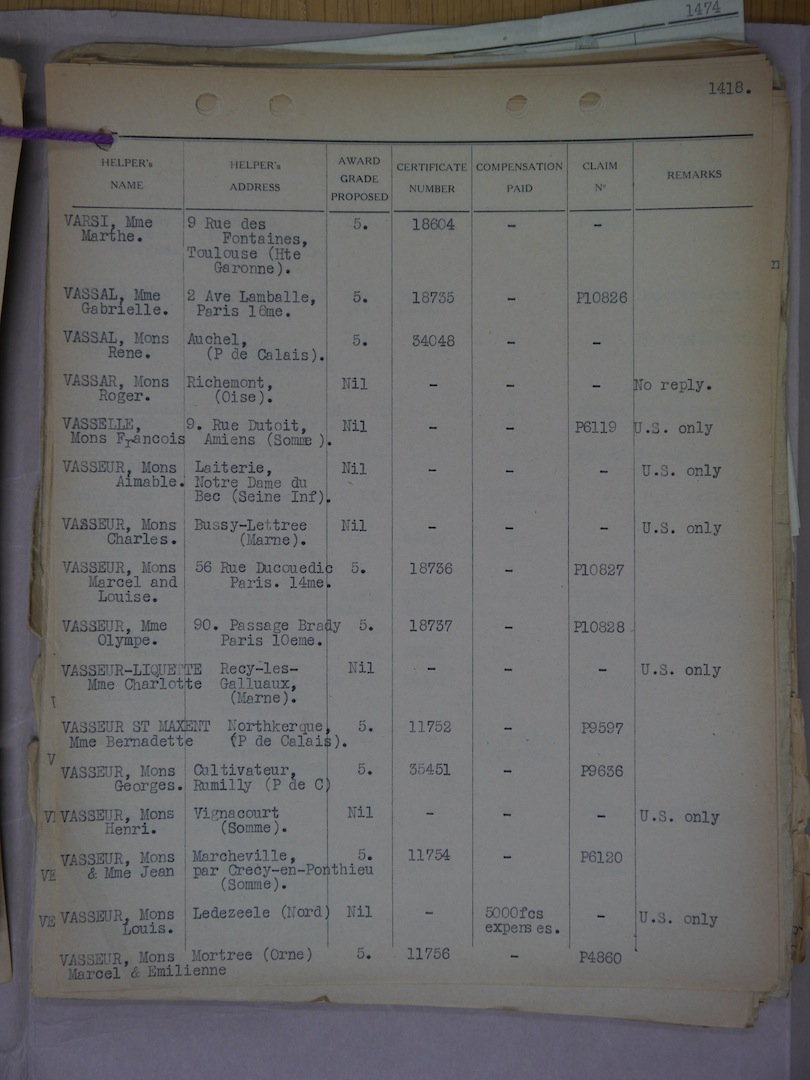 1474
1418.
HELPER's NAME HELPER's ADDRESS AWARD GRADE PROPOSED CERTIFICATE NUMBER COMPENSATION PAID CLAIM N° REMARKS
VARSI, Mme 9 Rue des 5. 18604 - -
Marthe. Fontaines,
Toulouse (Hte
Garonne).
VASSAL, Mme 2 Ave Lamballe, 5. 18735 - P10826
Gabrielle. Paris 16me.
VASSAL, Mons Auchel, 5. 34048 - -
Rene. (P de Calais).
VASSAR, Mons Richemont, Nil - - - No reply.
Roger. (Oise).
VASSELLE, 9. Rue Dutoit, Nil - - P6119 U.S. only
Mons Francois Amiens (Somme ).
VASSEUR, Mons Laiterie, Nil - - - U.S. only
Aimable. Notre Dame du
Bec (Seine Inf).
VASSEUR, Mons Bussy-Lettree Nil - - - U.S. only
Charles. (Marne).
VASSEUR, Mons 56 Rue Ducouedic 5. 18736 - P10827
Marcel and Paris. 14me.
Louise.
VASSEUR, Mme 90. Passage Brady 5. 18737 - P10828
Olympe. Paris 10eme.
VASSEUR-LIQUETTE Recy-les- Nil - - - U.S. only
Mme Charlotte Galluaux,
(Marne).
VASSEUR ST MAXENT Northkerque, 5. 11752 - P9597
Mme Bernadette (P de Calais).
VASSEUR, Mons Cultivateur, 5. 35451 - P9636
Georges. Rumilly (P de C)
VASSEUR, Mons Vignacourt Nil - - - U.S. only
Henri. (Somme).
VASSEUR, Mons Marcheville, 5. 11754 - P6120
& Mme Jean par Crecy-en-Ponthieu
(Somme).
VASSEUR, Mons Ledezeele (Nord) Nil - 5000fcs - U.S. only
Louis. expenses.
VASSEUR, Mons Mortree (Orne) 5. 11756 - P4860
Marcel & Emilienne